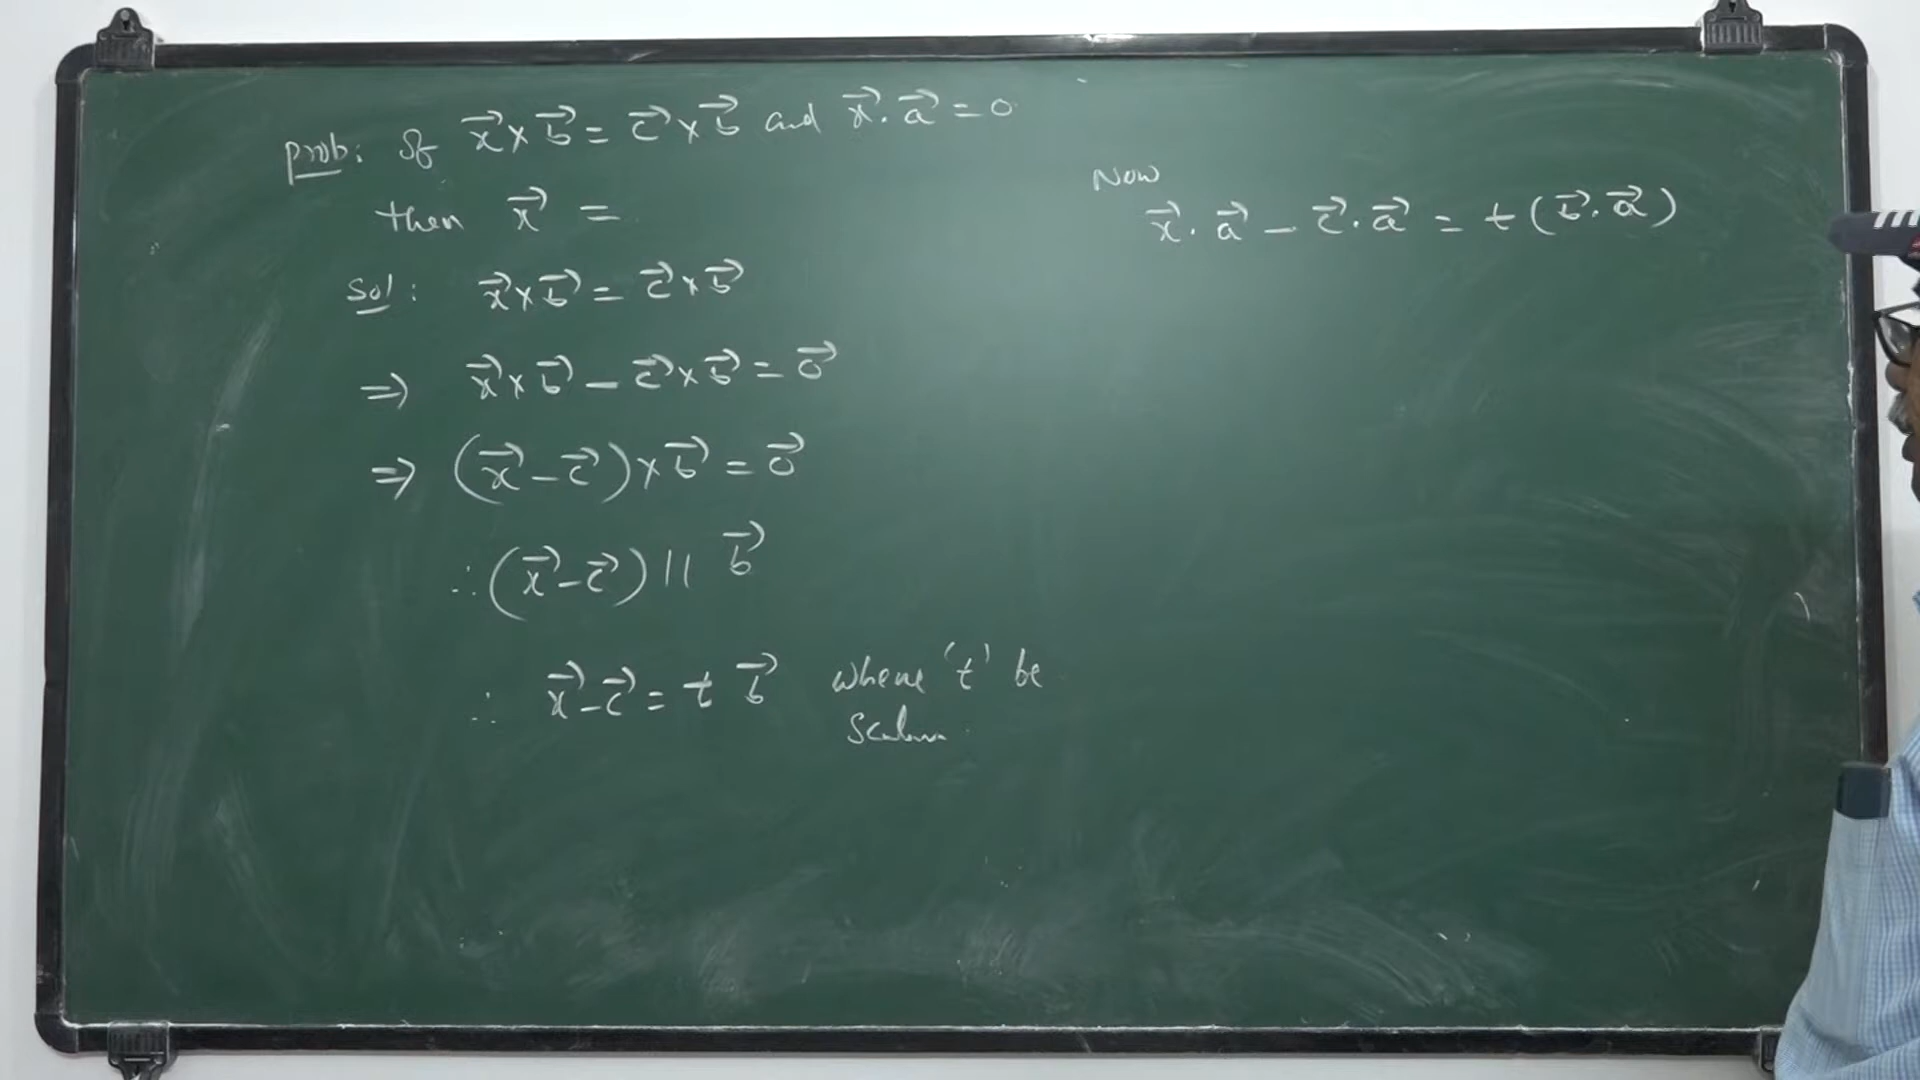 Prob: If x⃗ × b⃗ = c⃗ × b⃗ and x⃗ . a⃗ = 0
then x⃗ =
Sol: x⃗ × b⃗ = c⃗ × b⃗
⇒ x⃗ × b⃗ − c⃗ × b⃗ = 0⃗
⇒ (x⃗ − c⃗) × b⃗ = 0⃗
∴ (x⃗ − c⃗) || b⃗
∴ x⃗ − c⃗ = t b⃗ where 't' be
Scalar.
Now
x⃗ . a⃗ − c⃗ . a⃗ = t (b⃗ . a⃗)